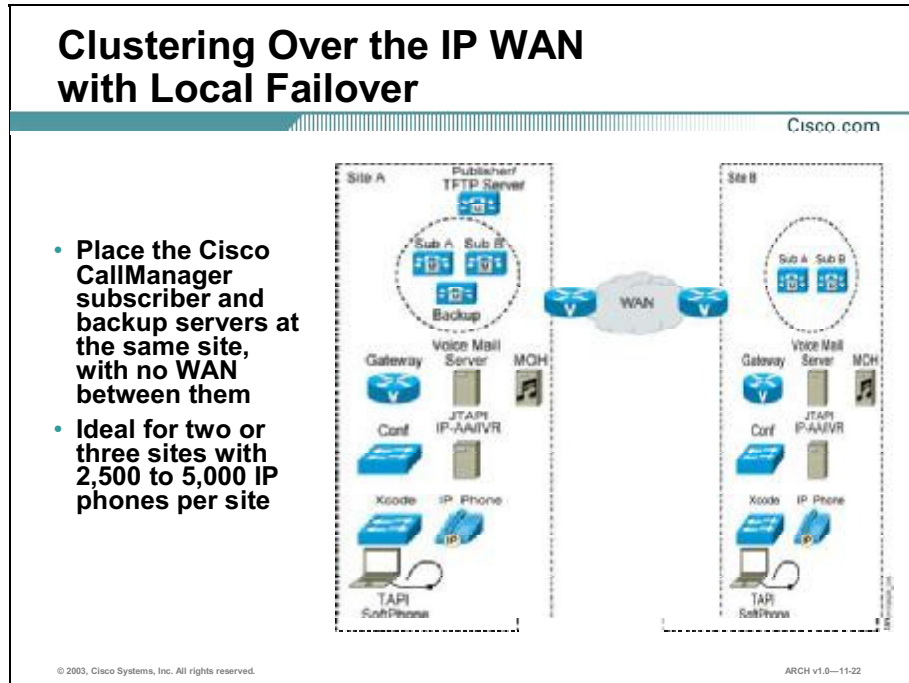 Clustering Over the IP WAN
with Local Failover
Cisco.com
• Place the Cisco
CallManager
subscriber and
backup servers at
the same site,
with no WAN
between them
• Ideal for two or
three sites with
2,500 to 5,000 IP
phones per site
Site A
Publisher/
TFTP Server
Sub A Sub B
Backup
Gateway
Voice Mail
Server
MOH
V
Conf
JTAPI
IP-AA/IVR
Xcode
IP Phone
IP
TAPI
SoftPhone
V
WAN
V
Site B
Sub A Sub B
Gateway
Voice Mail
Server
MOH
V
Conf
JTAPI
IP-AA/IVR
Xcode
IP Phone
IP
TAPI
SoftPhone
© 2003, Cisco Systems, Inc. All rights reserved.
ARCH v1.0—11-22